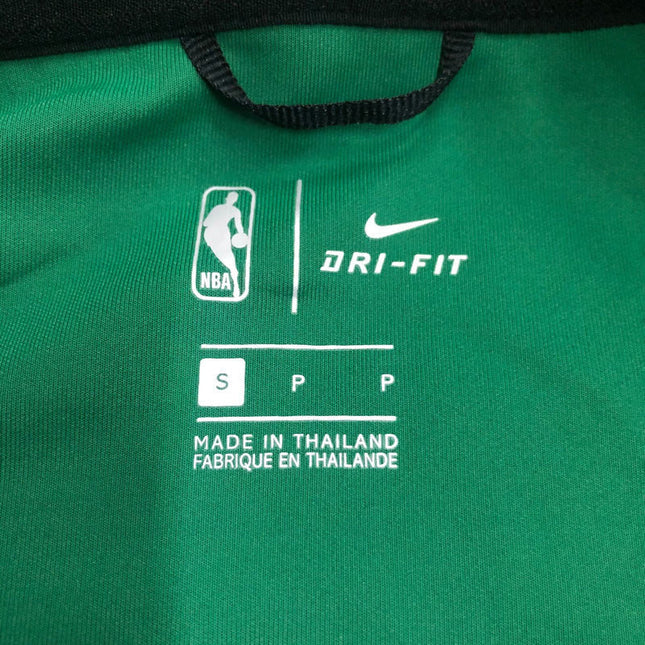 NBA
DRI-FIT
S P P
MADE IN THAILAND
FABRIQUE EN THAILANDE